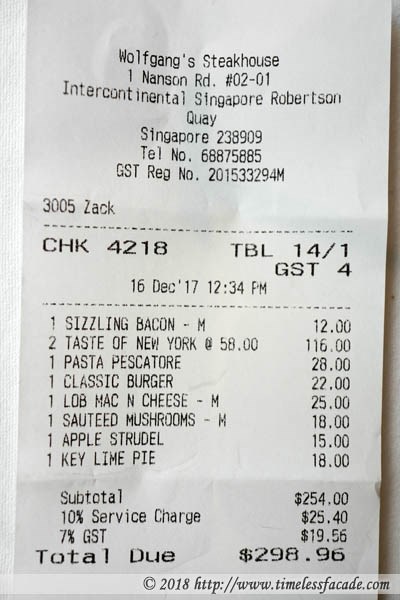 Wolfgang's Steakhouse
1 Nanson Rd. #02-01
Intercontinental Singapore Robertson
Quay
Singapore 238909
Tel No. 68875885
GST Reg No. 201533294M
3005 Zack
CHK 4218 TBL 14/1
GST 4
16 Dec'17 12:34 PM
1 SIZZLING BACON - M 12.00
2 TASTE OF NEW YORK @ 58.00 116.00
1 PASTA PESCATORE 28.00
1 CLASSIC BURGER 22.00
1 LOB MAC N CHEESE - M 25.00
1 SAUTEED MUSHROOMS - M 18.00
1 APPLE STRUDEL 15.00
1 KEY LIME PIE 18.00
Subtotal $254.00
10% Service Charge $25.40
7% GST $19.56
Total Due $298.96
© 2018 http://www.timelessfacade.com